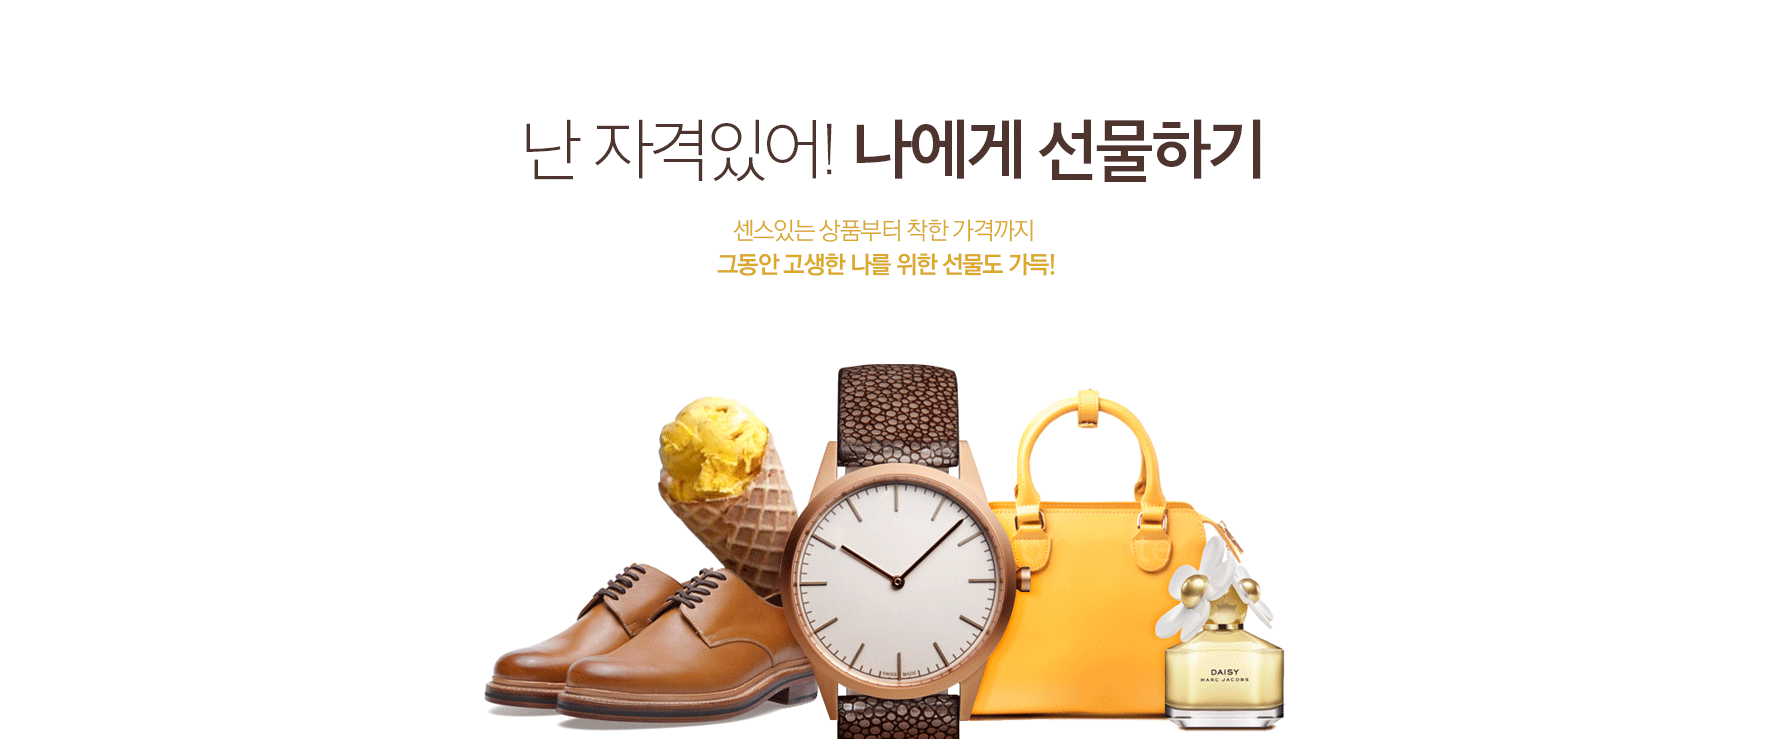 난 자격있어! 나에게 선물하기
센스있는 상품부터 착한 가격까지
그동안 고생한 나를 위한 선물도 가득!
SWISS MADE
DAISY
MARC JACOBS